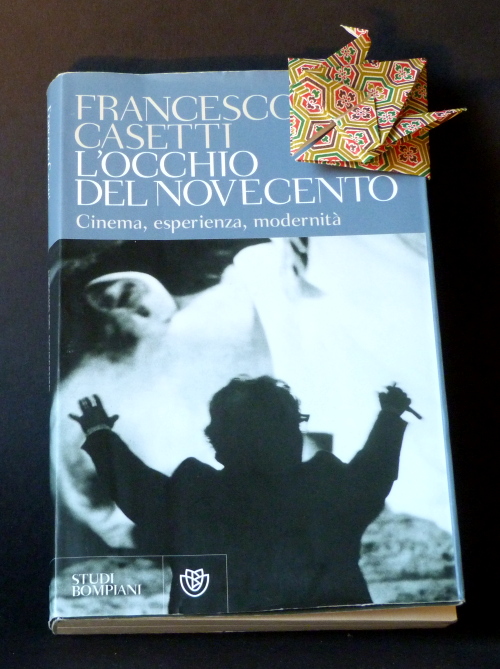 FRANCESCO
CASETTI
L'OCCHIO
DEL NOVECENTO
Cinema, esperienza, modernità
STUDI
BOMPIANI